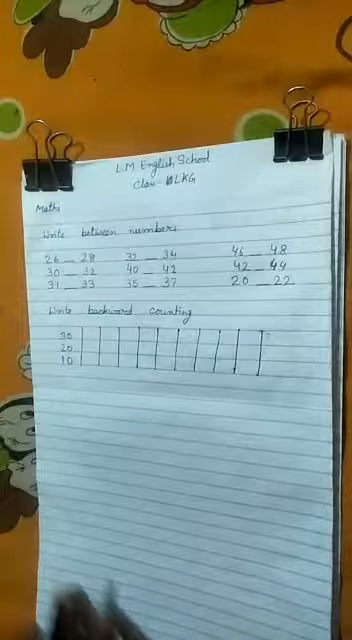 L.M English School
Class - LKG
Maths
Write between numbers
26 __ 28 32 __ 34 46 __ 48
30 __ 32 40 __ 42 42 __ 44
31 __ 33 35 __ 37 20 __ 22
Write backward counting
30
20
10